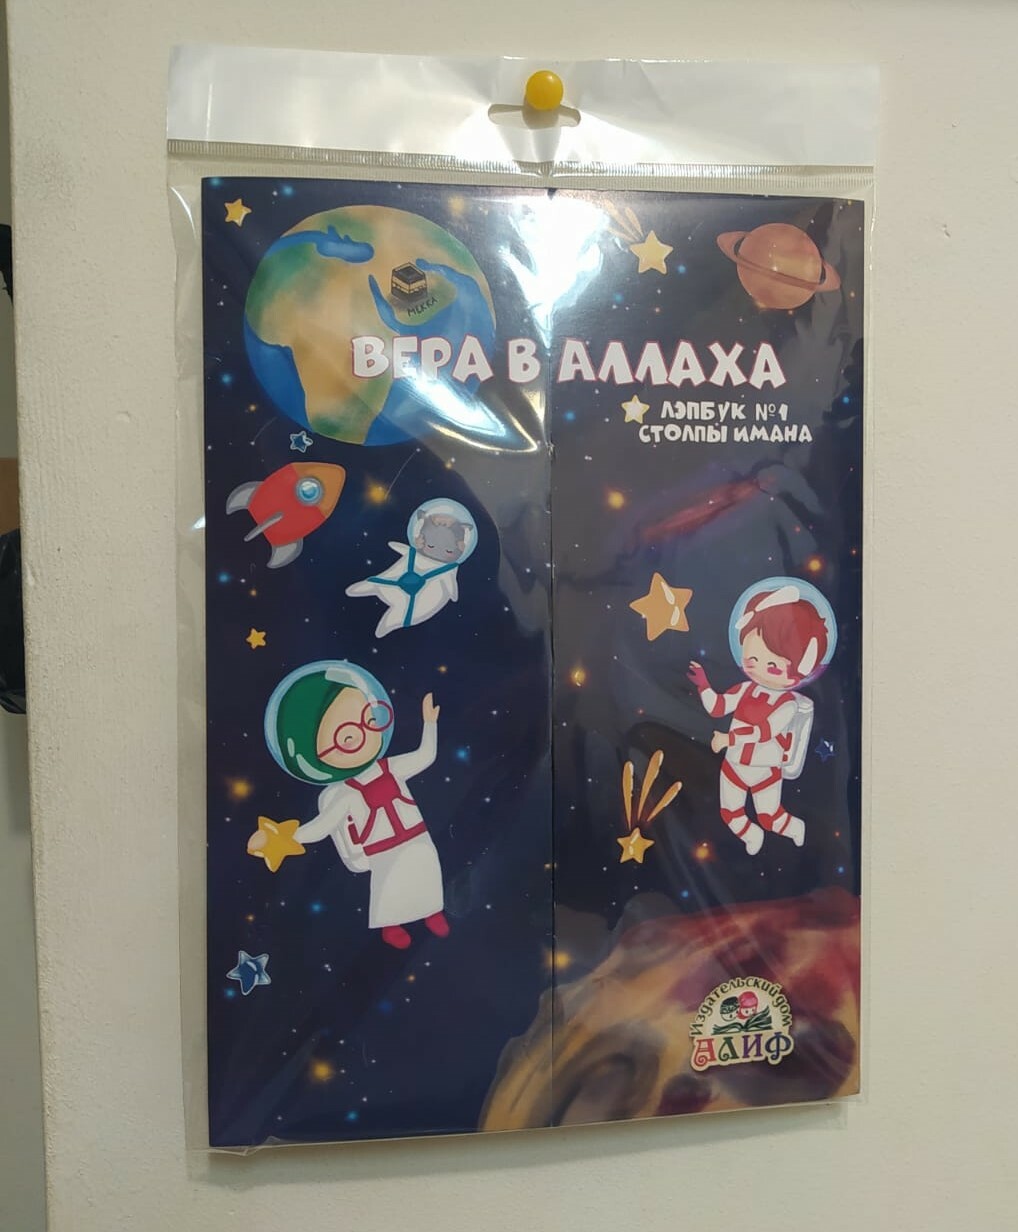 МЕККА
ВЕРА В АЛЛАХА
ЛЭПБУК №1
СТОЛПЫ ИМАНА
Издательский дом
АЛИФ